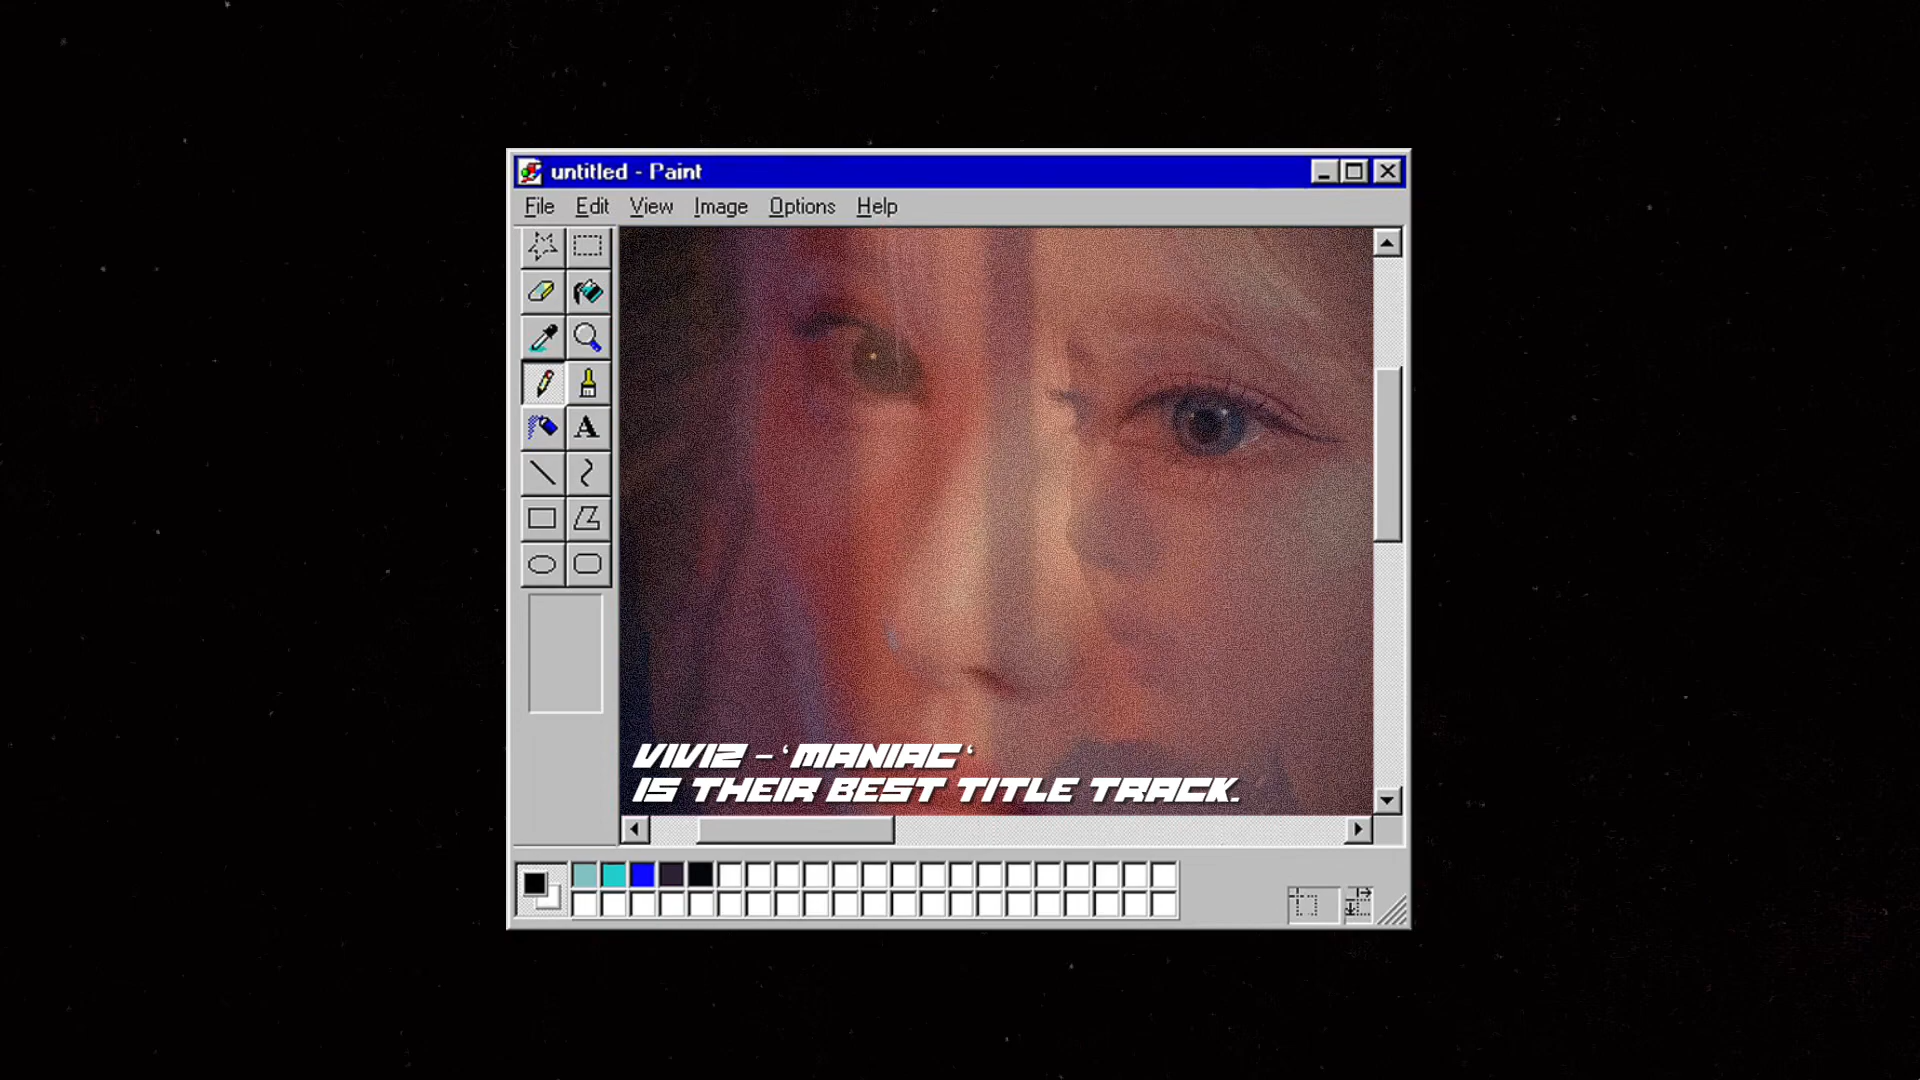 untitled - Paint
File Edit View Image Options Help
A
VIVIZ - 'MANIAC'
IS THEIR BEST TITLE TRACK.